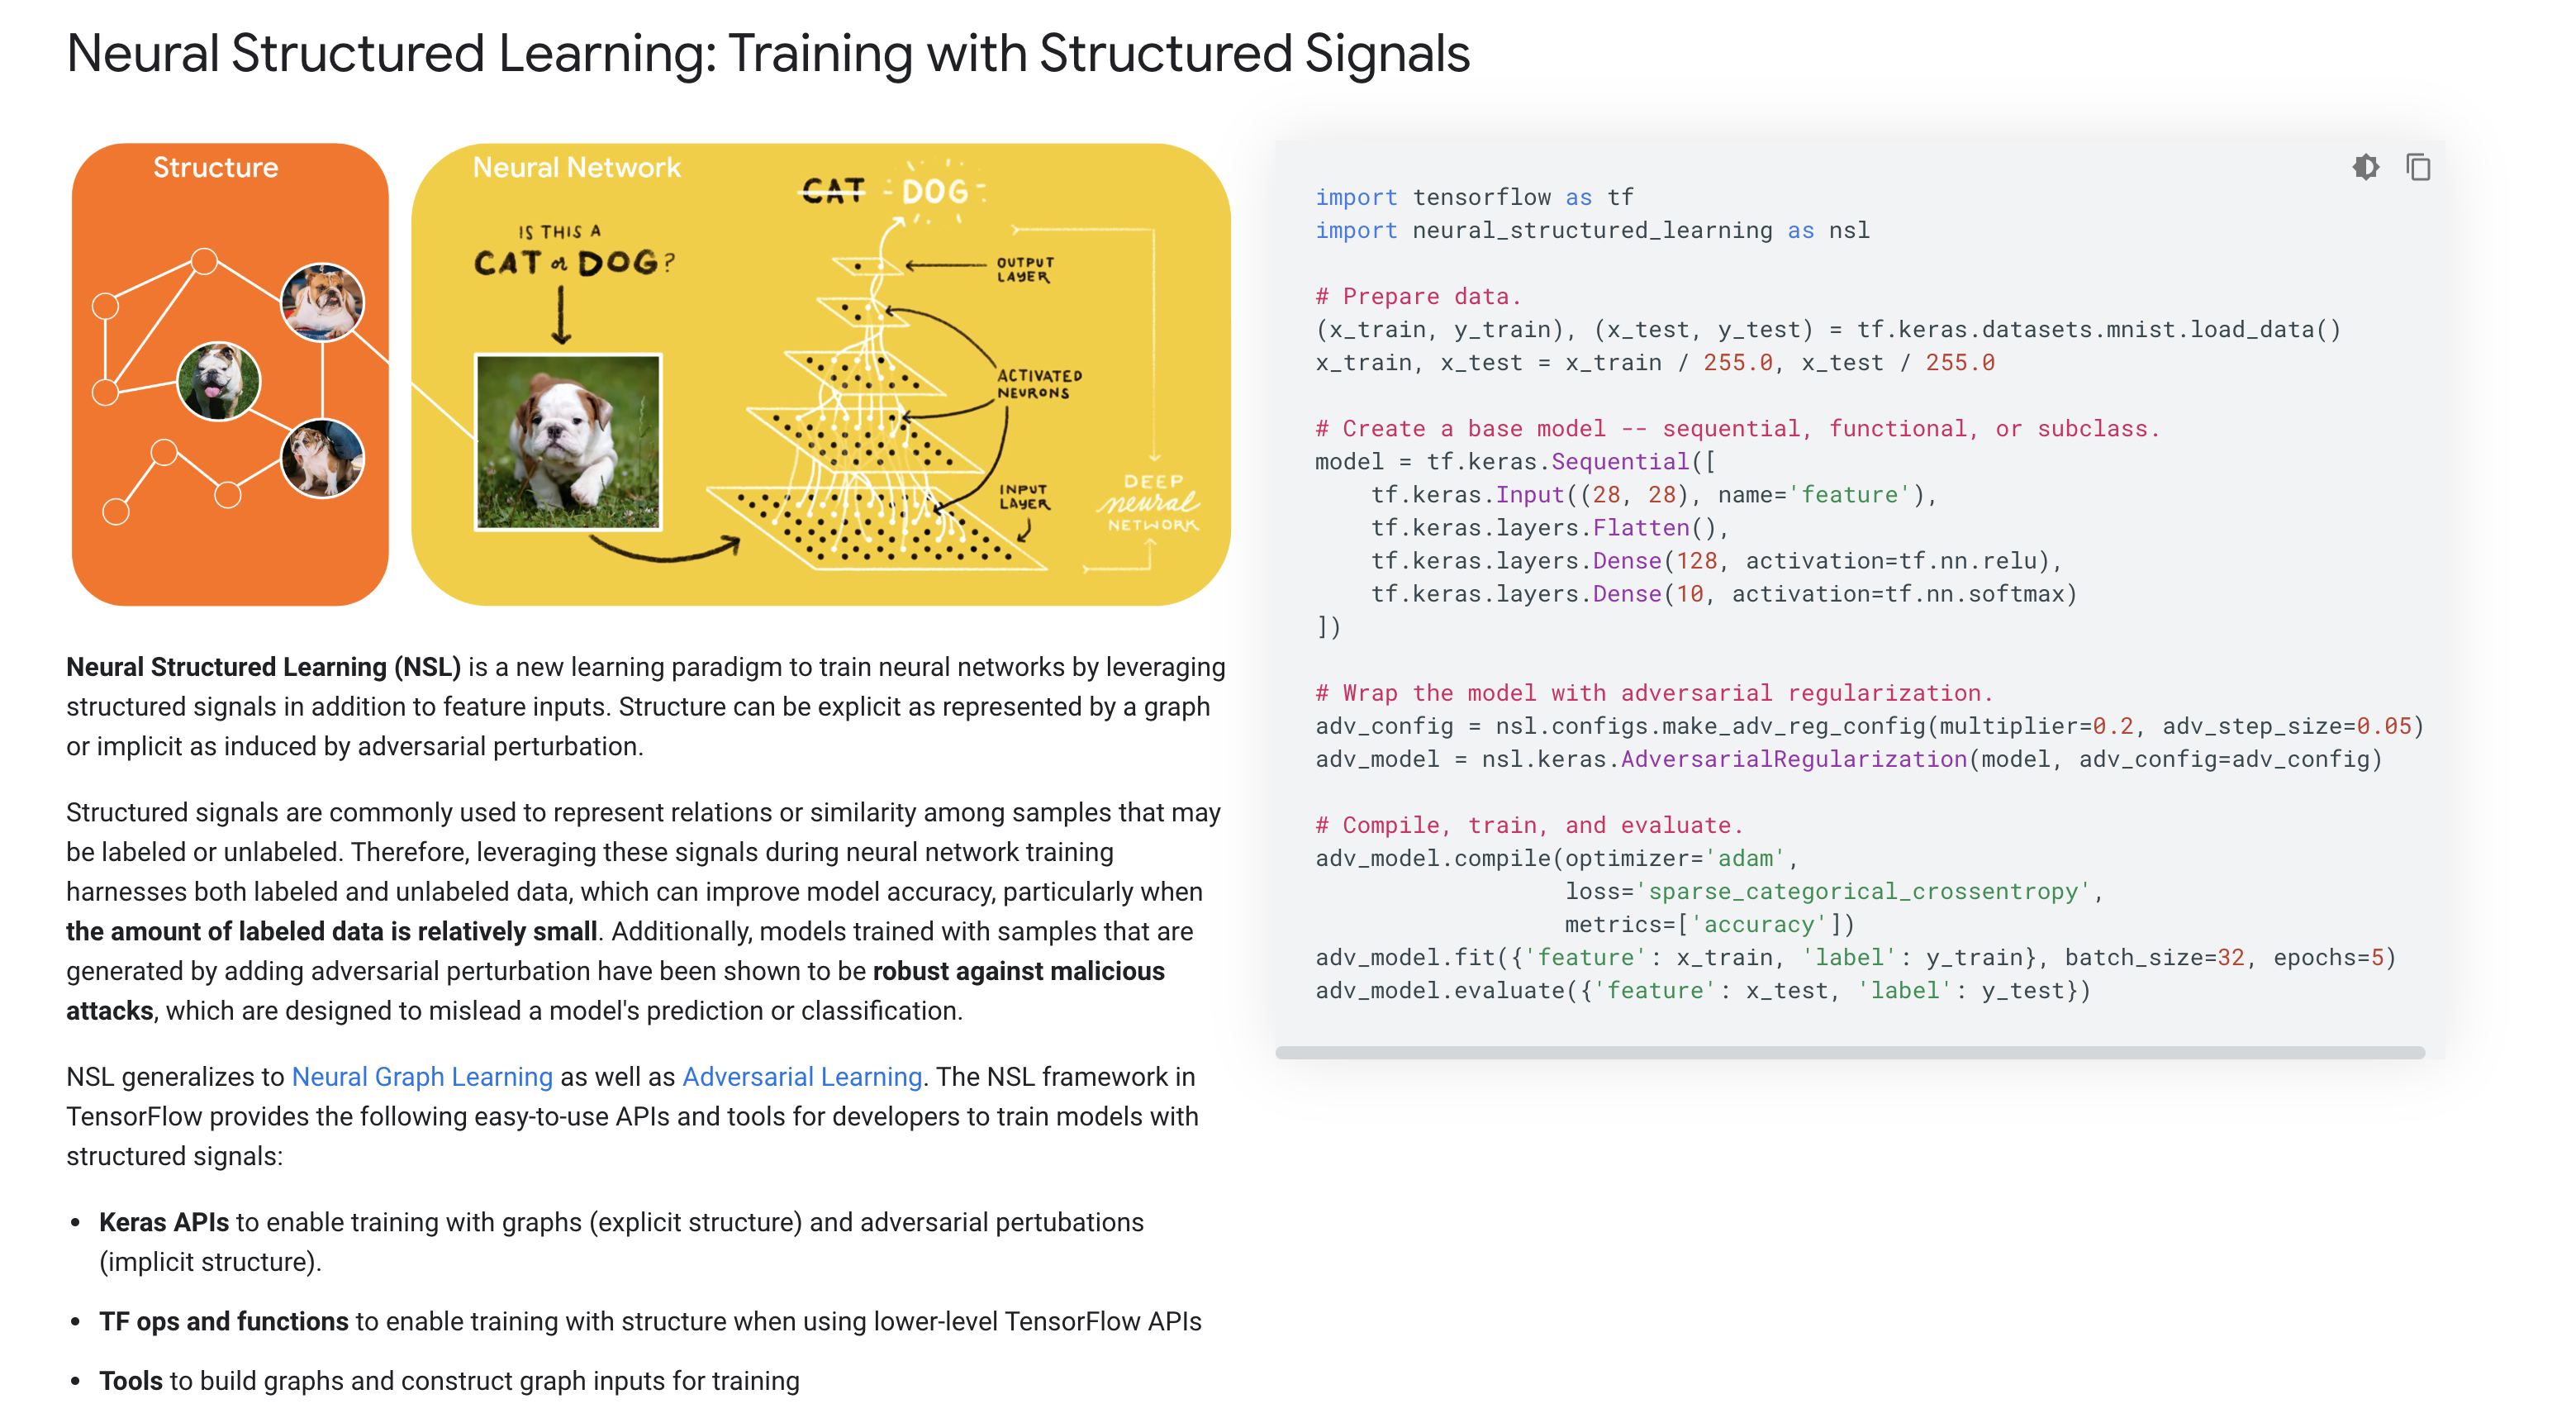 Neural Structured Learning: Training with Structured Signals
Structure
Neural Network
CAT DOG
IS THIS A
CAT or DOG?
OUTPUT
LAYER
ACTIVATED
NEURONS
INPUT
LAYER
DEEP
neural
NETWORK
Neural Structured Learning (NSL) is a new learning paradigm to train neural networks by leveraging
structured signals in addition to feature inputs. Structure can be explicit as represented by a graph
or implicit as induced by adversarial perturbation.
Structured signals are commonly used to represent relations or similarity among samples that may
be labeled or unlabeled. Therefore, leveraging these signals during neural network training
harnesses both labeled and unlabeled data, which can improve model accuracy, particularly when
the amount of labeled data is relatively small. Additionally, models trained with samples that are
generated by adding adversarial perturbation have been shown to be robust against malicious
attacks, which are designed to mislead a model's prediction or classification.
NSL generalizes to Neural Graph Learning as well as Adversarial Learning. The NSL framework in
TensorFlow provides the following easy-to-use APIs and tools for developers to train models with
structured signals:
• Keras APIs to enable training with graphs (explicit structure) and adversarial pertubations
(implicit structure).
• TF ops and functions to enable training with structure when using lower-level TensorFlow APIs
• Tools to build graphs and construct graph inputs for training
import tensorflow as tf
import neural_structured_learning as nsl
# Prepare data.
(x_train, y_train), (x_test, y_test) = tf.keras.datasets.mnist.load_data()
x_train, x_test = x_train / 255.0, x_test / 255.0
# Create a base model -- sequential, functional, or subclass.
model = tf.keras.Sequential([
    tf.keras.Input((28, 28), name='feature'),
    tf.keras.layers.Flatten(),
    tf.keras.layers.Dense(128, activation=tf.nn.relu),
    tf.keras.layers.Dense(10, activation=tf.nn.softmax)
])
# Wrap the model with adversarial regularization.
adv_config = nsl.configs.make_adv_reg_config(multiplier=0.2, adv_step_size=0.05)
adv_model = nsl.keras.AdversarialRegularization(model, adv_config=adv_config)
# Compile, train, and evaluate.
adv_model.compile(optimizer='adam',
                  loss='sparse_categorical_crossentropy',
                  metrics=['accuracy'])
adv_model.fit({'feature': x_train, 'label': y_train}, batch_size=32, epochs=5)
adv_model.evaluate({'feature': x_test, 'label': y_test})